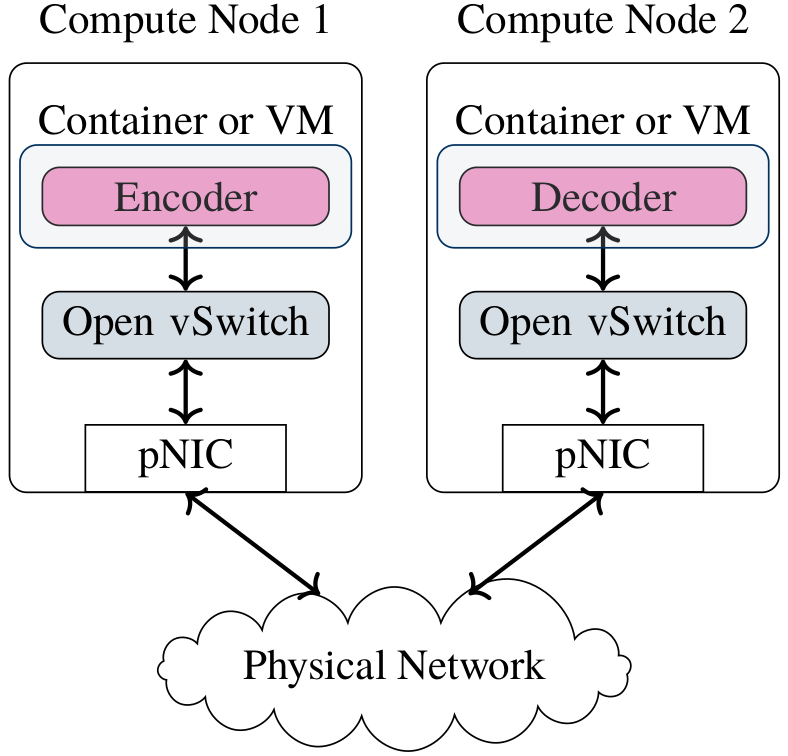 Compute Node 1
Container or VM
Encoder
Open vSwitch
pNIC
Compute Node 2
Container or VM
Decoder
Open vSwitch
pNIC
Physical Network